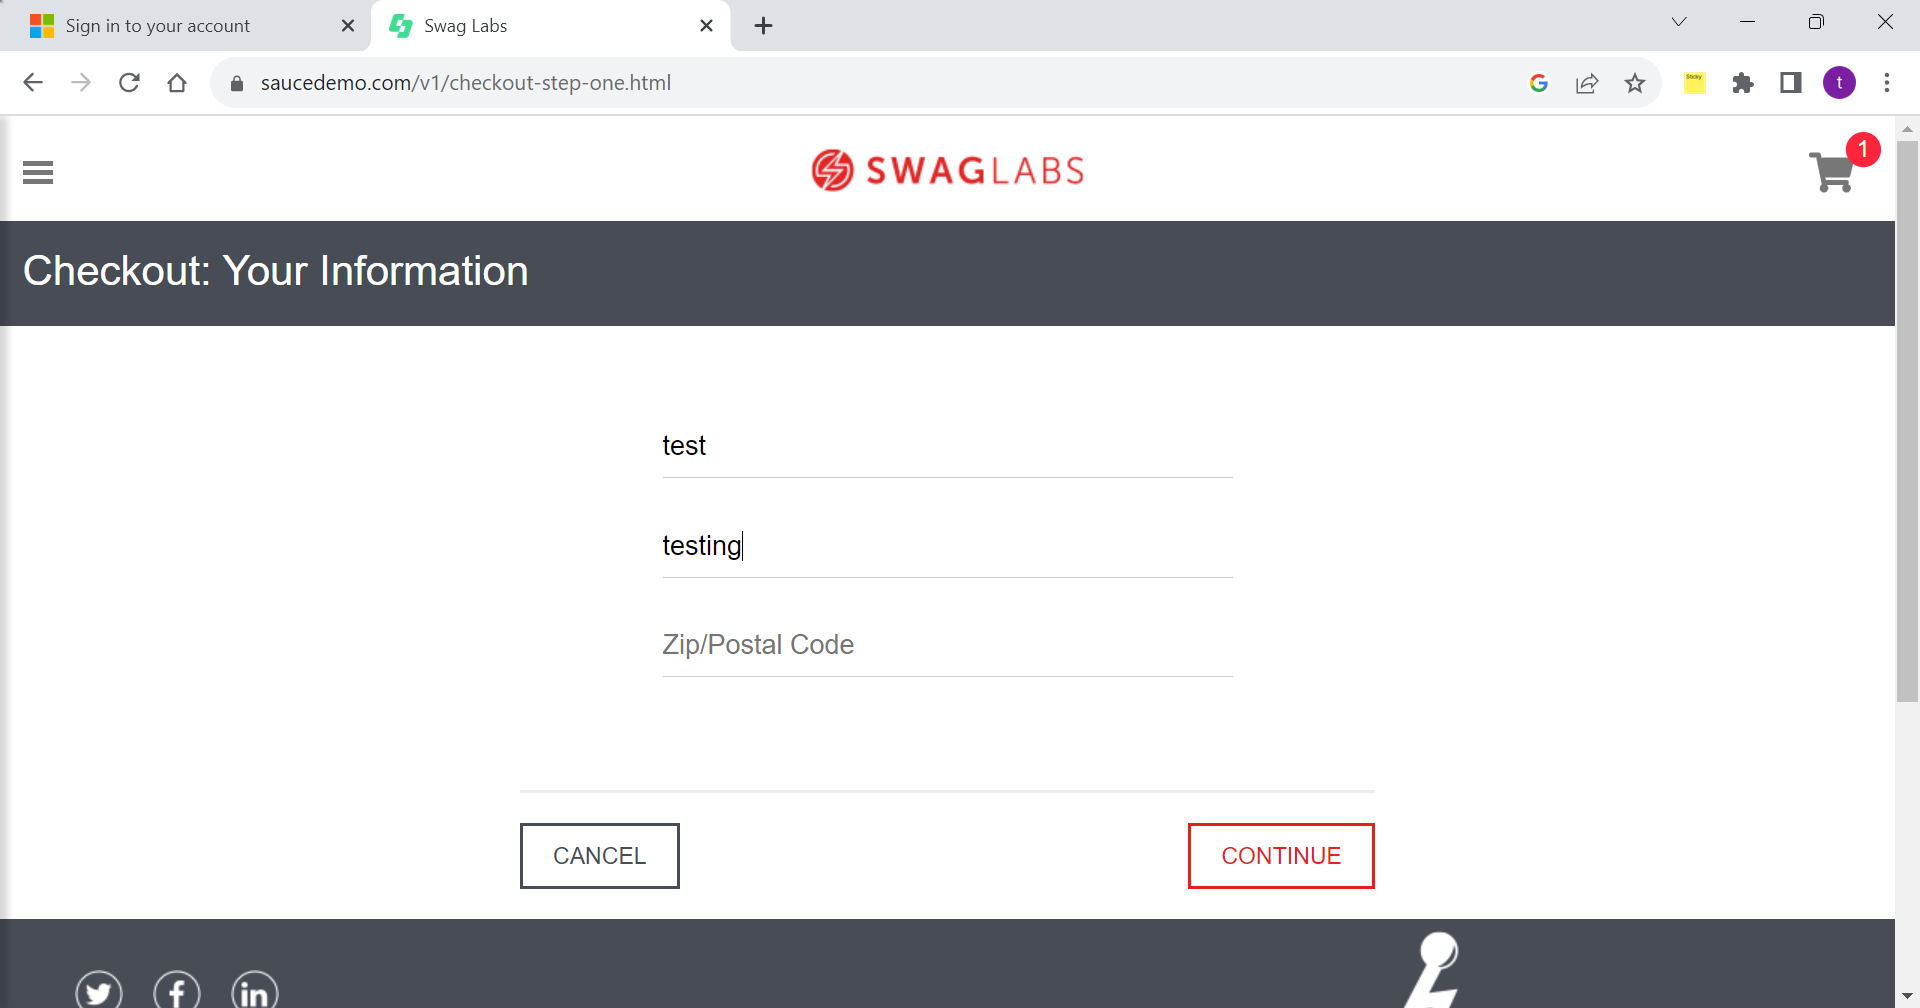 Sign in to your account
Swag Labs
saucedemo.com/v1/checkout-step-one.html
Sticky
t
SWAGLABS
1
Checkout: Your Information
test
testing
Zip/Postal Code
CANCEL
CONTINUE